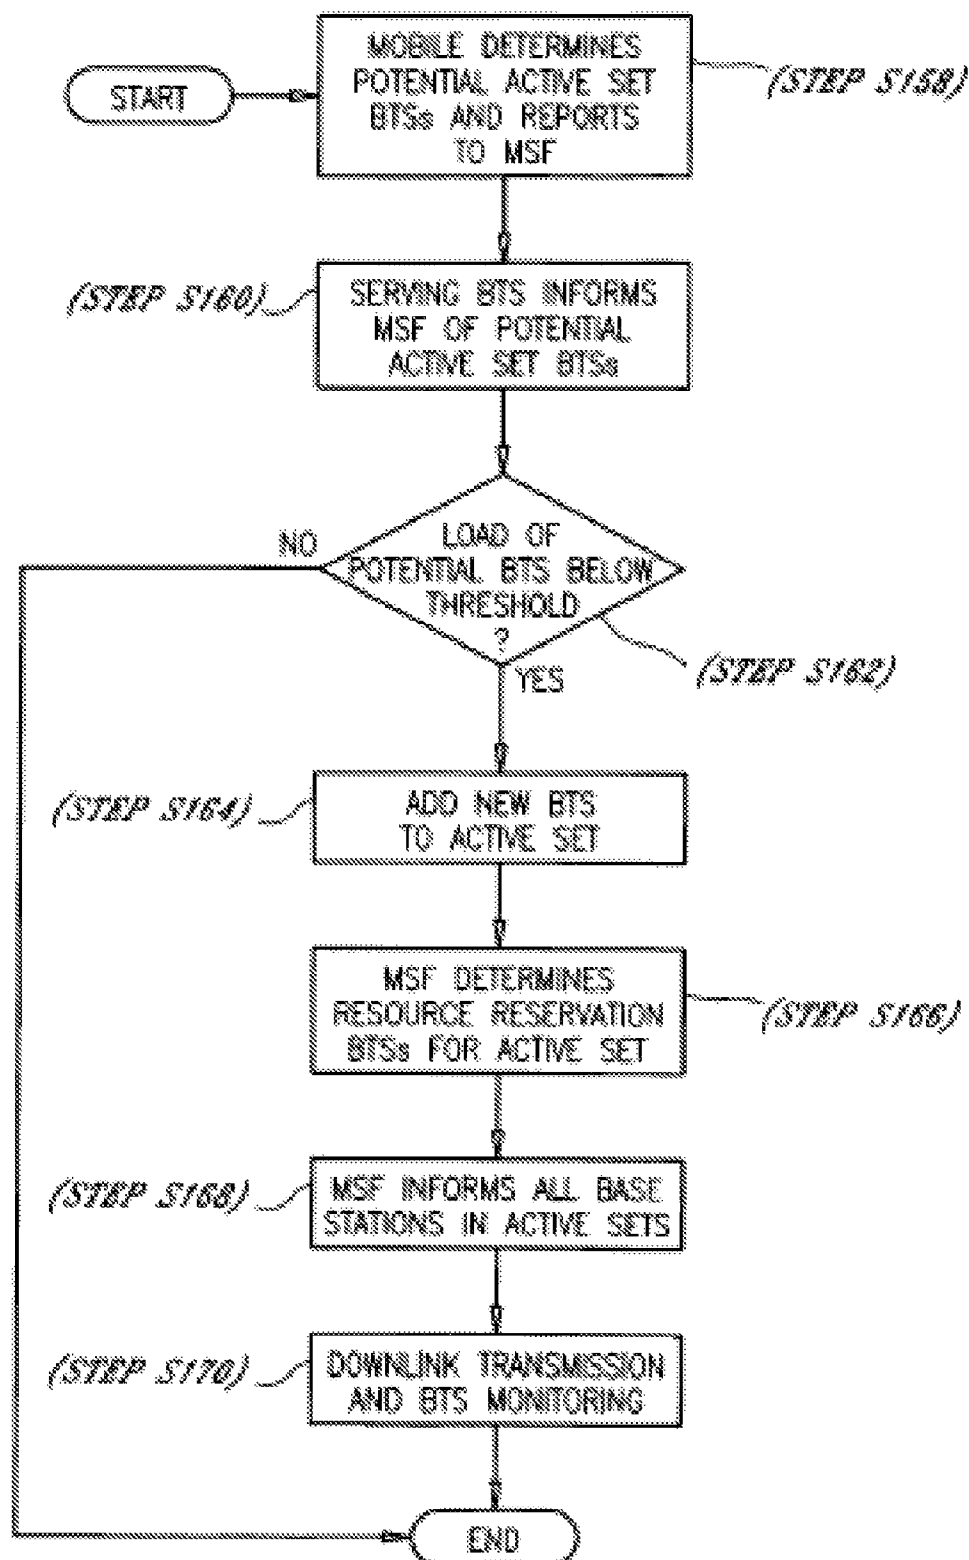 START
MOBILE DETERMINES
POTENTIAL ACTIVE SET
BTSs AND REPORTS
TO MSF
(STEP S158)
(STEP S160)
SERVING BTS INFORMS
MSF OF POTENTIAL
ACTIVE SET BTSs
NO
LOAD OF
POTENTIAL BTS BELOW
THRESHOLD
?
YES
(STEP S162)
(STEP S164)
ADD NEW BTS
TO ACTIVE SET
MSF DETERMINES
RESOURCE RESERVATION
BTSs FOR ACTIVE SET
(STEP S166)
(STEP S168)
MSF INFORMS ALL BASE
STATIONS IN ACTIVE SETS
(STEP S170)
DOWNLINK TRANSMISSION
AND BTS MONITORING
END